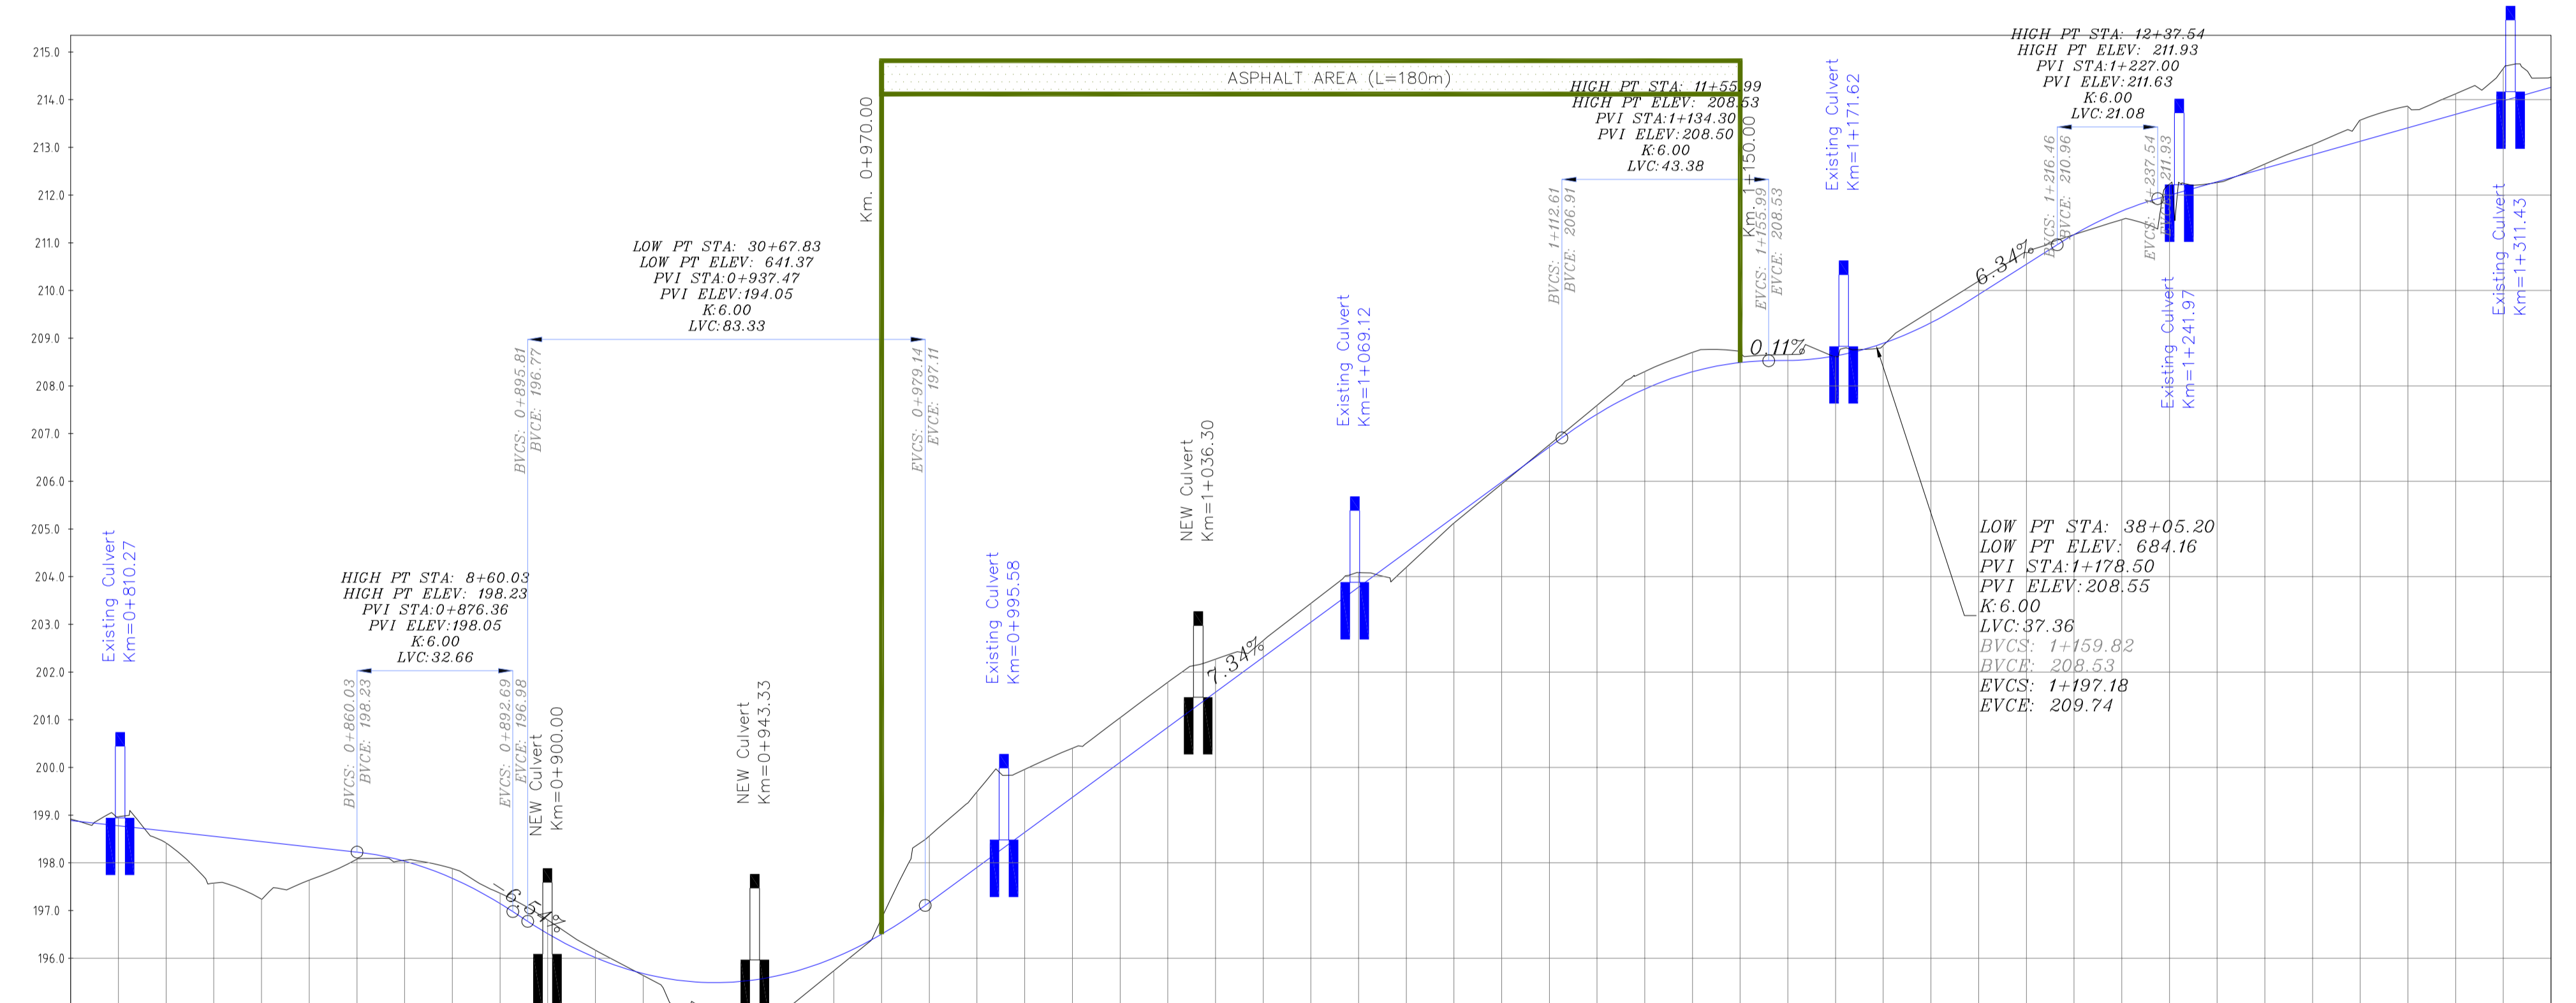 215.0
214.0
213.0
212.0
211.0
210.0
209.0
208.0
207.0
206.0
205.0
204.0
203.0
202.0
201.0
200.0
199.0
198.0
197.0
196.0
Existing Culvert
Km=0+810.27
HIGH PT STA: 8+60.03
HIGH PT ELEV: 198.23
PVI STA:0+876.36
PVI ELEV:198.05
K:6.00
LVC:32.66
BVCS: 0+860.03
BVCE: 198.23
EVCS: 0+892.69
EVCE: 196.98
-6.54%
NEW Culvert
Km=0+900.00
LOW PT STA: 30+67.83
LOW PT ELEV: 641.37
PVI STA:0+937.47
PVI ELEV:194.05
K:6.00
LVC:83.33
BVCS: 0+895.81
BVCE: 196.77
EVCS: 0+979.14
EVCE: 197.11
NEW Culvert
Km=0+943.33
Km. 0+970.00
ASPHALT AREA (L=180m)
Existing Culvert
Km=0+995.58
NEW Culvert
Km=1+036.30
7.34%
Existing Culvert
Km=1+069.12
HIGH PT STA: 11+55.99
HIGH PT ELEV: 208.53
PVI STA:1+134.30
PVI ELEV:208.50
K:6.00
LVC:43.38
BVCS: 1+112.61
BVCE: 206.91
Km. 1+150.00
EVCS: 1+155.99
EVCE: 208.53
0.11%
Existing Culvert
Km=1+171.62
LOW PT STA: 38+05.20
LOW PT ELEV: 684.16
PVI STA:1+178.50
PVI ELEV:208.55
K:6.00
LVC:37.36
BVCS: 1+159.82
BVCE: 208.53
EVCS: 1+197.18
EVCE: 209.74
6.34%
HIGH PT STA: 12+37.54
HIGH PT ELEV: 211.93
PVI STA:1+227.00
PVI ELEV:211.63
K:6.00
LVC:21.08
BVCS: 1+216.46
BVCE: 210.96
EVCS: 1+237.54
EVCE: 211.93
Existing Culvert
Km=1+241.97
Existing Culvert
Km=1+311.43